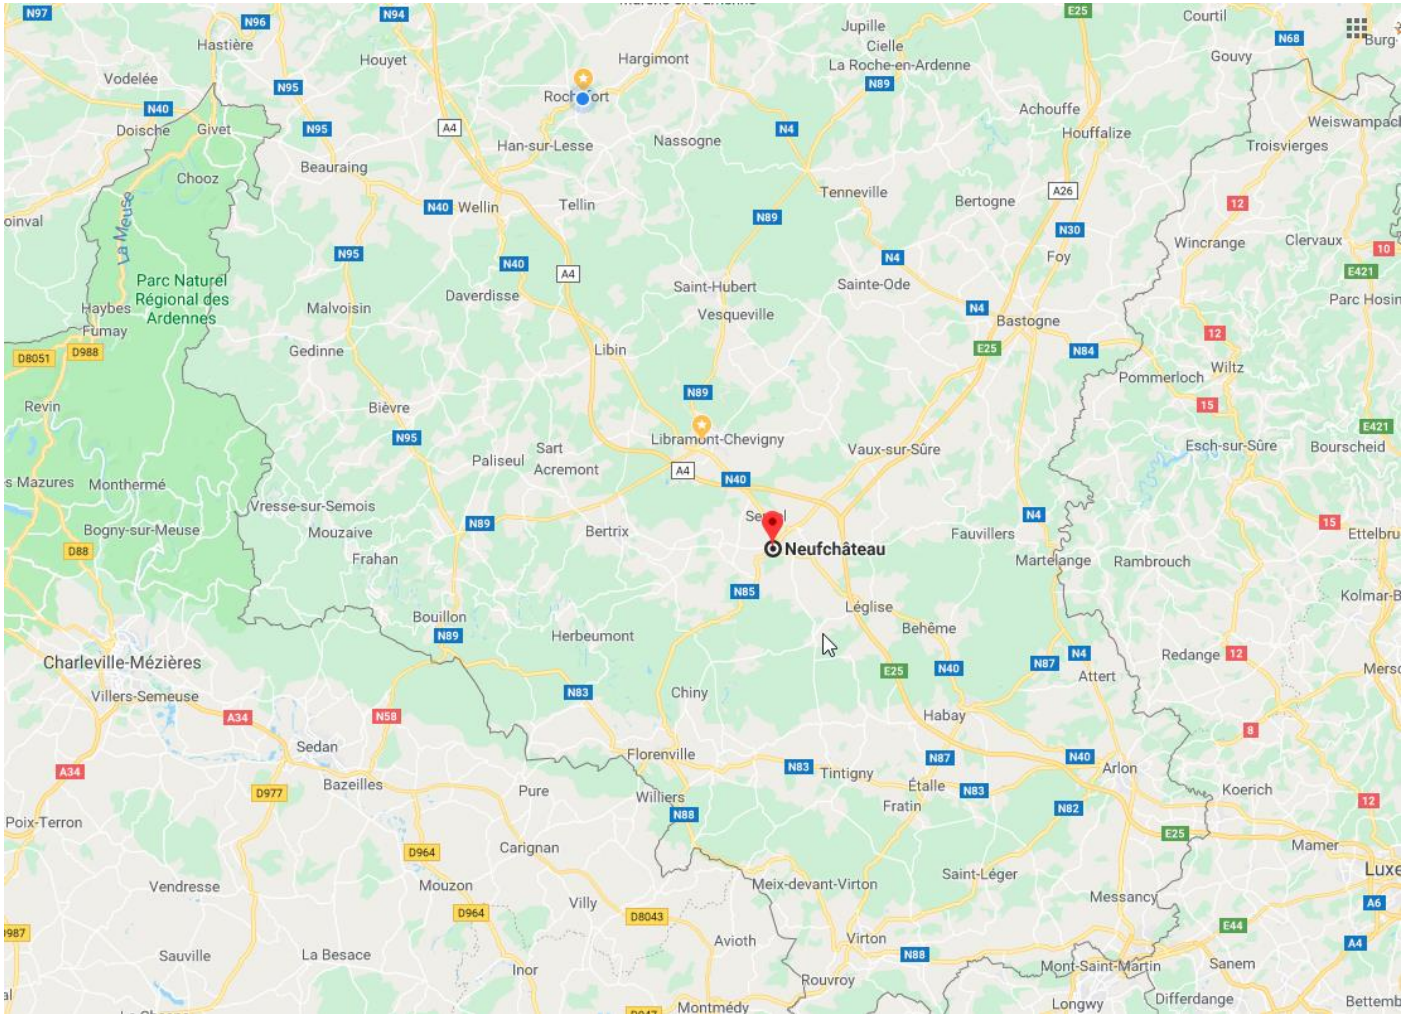 N97
N96
N94
E25
Courtil
N68
Hastière
Houyet
Hargimont
Jupille
Cielle
La Roche-en-Ardenne
Gouvy
Vodelée
N95
Rochefort
N89
N40
Doische
Givet
N95
A4
N4
Achouffe
Houffalize
Weiswampach
Han-sur-Lesse
Nassogne
Troisvierges
Beauraing
Chooz
N40
Wellin
Tellin
Tenneville
A26
Bertogne
12
oinval
La Meuse
N89
N30
Wincrange
Clervaux
10
N95
N40
A4
N4
Foy
E421
Parc Naturel
Régional des
Ardennes
Saint-Hubert
Sainte-Ode
Parc Hosin
Haybes
Fumay
Malvoisin
Daverdisse
Vesqueville
N4
Bastogne
12
D8051
D988
Gedinne
Libin
E25
N84
Pommerloch
Wiltz
Revin
Bièvre
N89
15
N95
Libramont-Chevigny
Vaux-sur-Sûre
E421
Esch-sur-Sûre
Bourscheid
Sart
Acremont
Paliseul
A4
N40
s Mazures
Monthermé
Vresse-sur-Semois
N89
N4
15
Bogny-sur-Meuse
Mouzaive
Bertrix
Neufchâteau
Fauvillers
Ettelbru
D88
Frahan
Martelange
Rambrouch
N85
Kolmar-B
Bouillon
N89
Herbeumont
Léglise
Behême
Charleville-Mézières
E25
N40
N87
N4
Redange
12
Attert
Villers-Semeuse
N83
Chiny
A34
N58
Habay
8
Sedan
Florenville
N83
Tintigny
N87
N40
Arlon
A34
Bazeilles
D977
Pure
Williers
Étalle
N83
Koerich
12
Poix-Terron
N88
Fratin
N82
E25
D964
Carignan
Mamer
Luxe
Vendresse
Mouzon
Meix-devant-Virton
Saint-Léger
Messancy
Villy
D964
D8043
A6
E44
A4
Avioth
Virton
N88
Sauville
La Besace
Inor
Rouvroy
Mont-Saint-Martin
Sanem
Montmédy
Longwy
Differdange
Bettemb